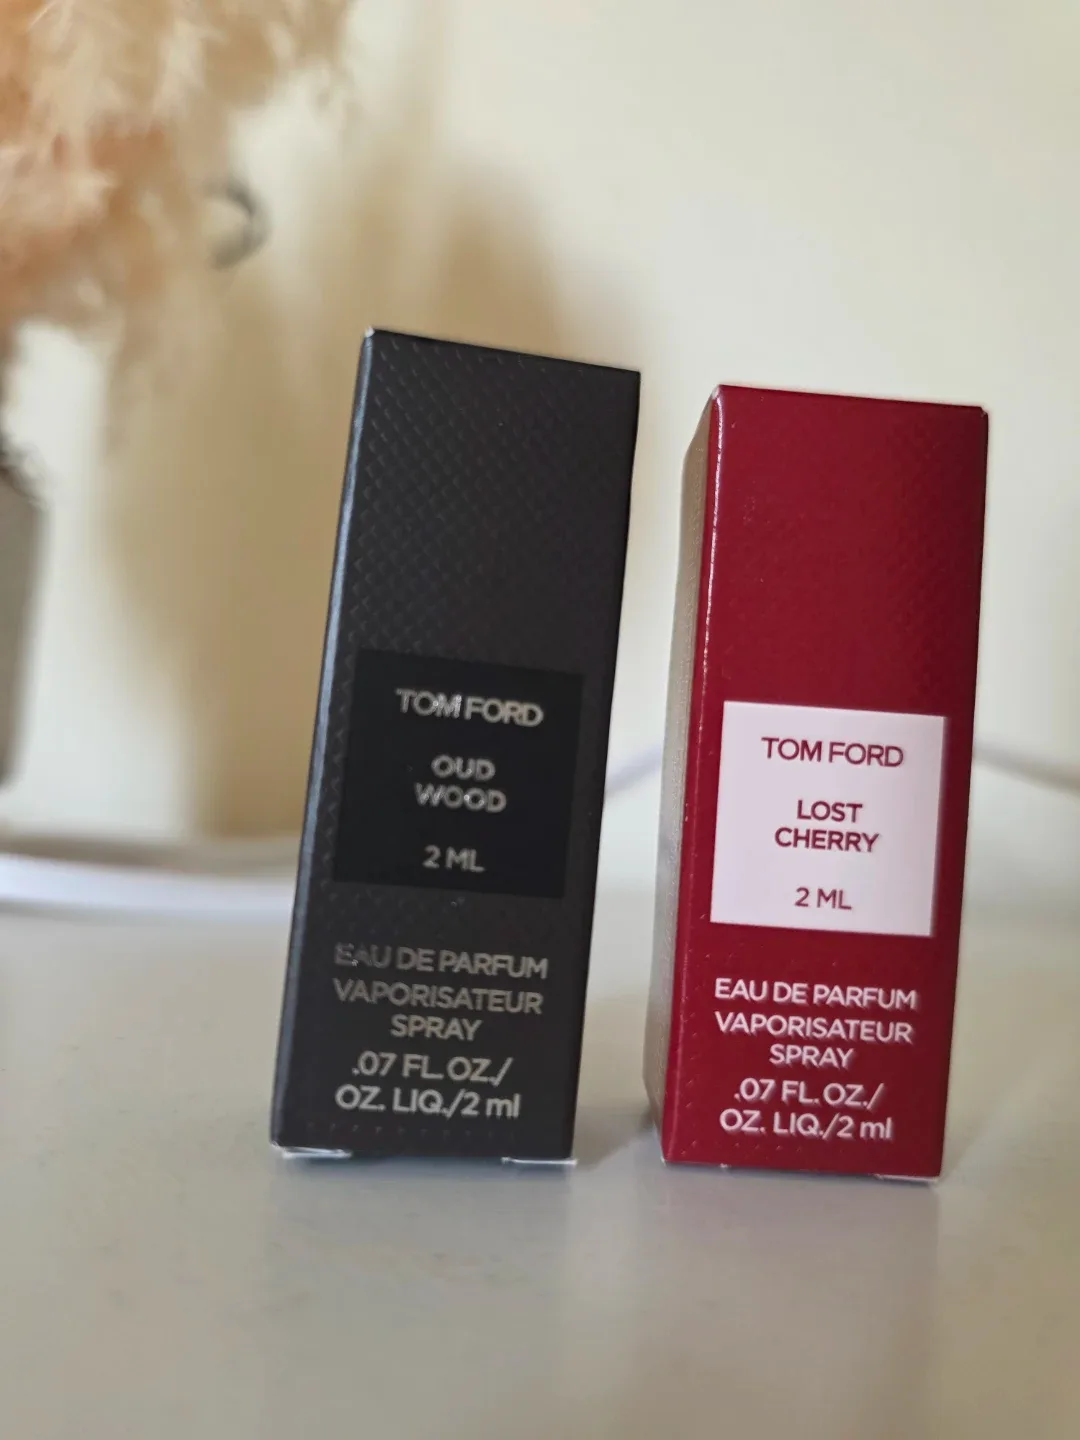 TOM FORD
OUD
WOOD
2 ML
EAU DE PARFUM
VAPORISATEUR
SPRAY
.07 FL.OZ./
OZ. LIQ./2 ml
TOM FORD
LOST
CHERRY
2 ML
EAU DE PARFUM
VAPORISATEUR
SPRAY
.07 FL.OZ./
OZ. LIQ./2 ml